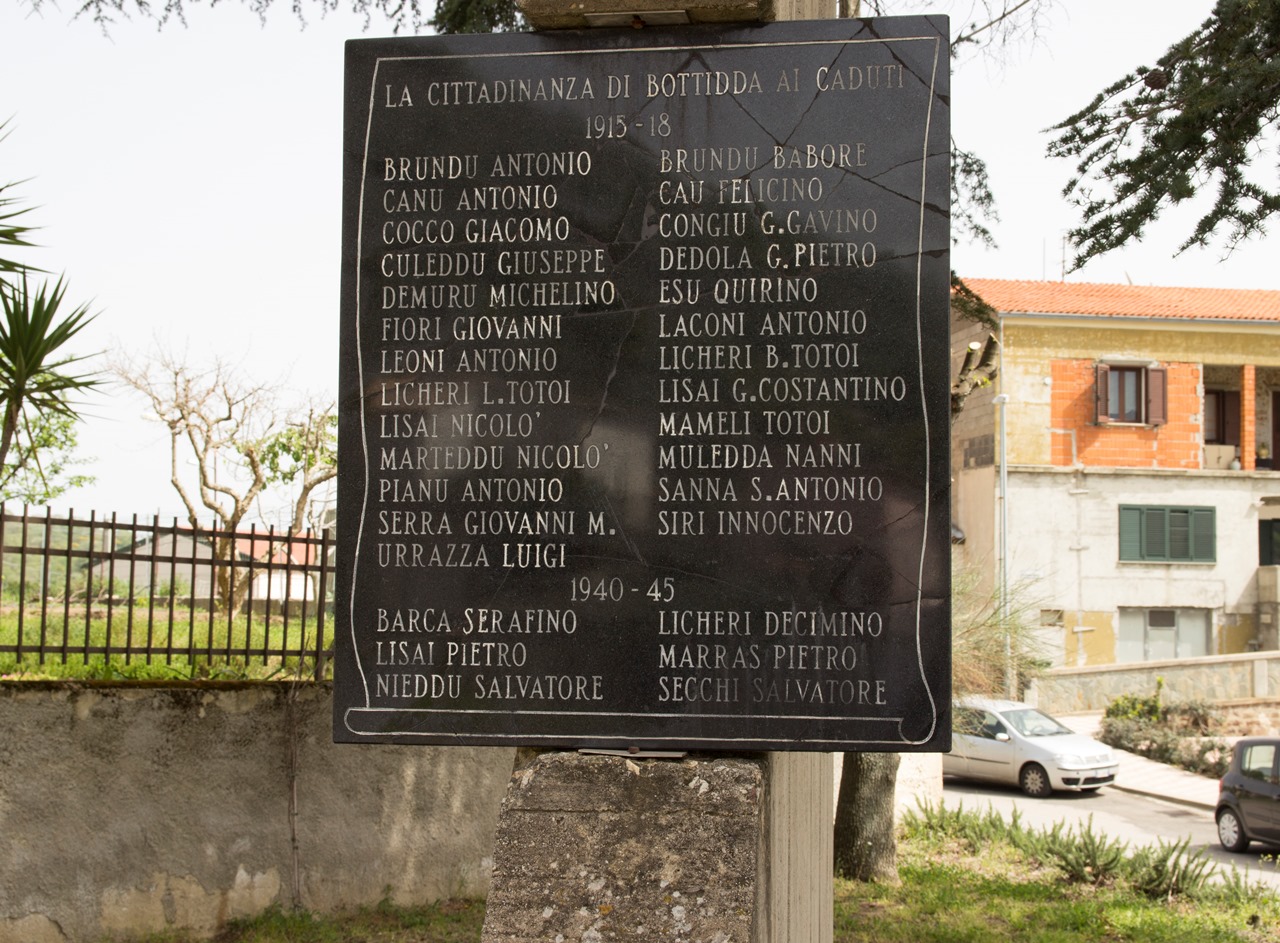 LA CITTADINANZA DI BOTTIDDA AI CADUTI
1915-18
BRUNDU ANTONIO
CANU ANTONIO
COCCO GIACOMO
CULEDDU GIUSEPPE
DEMURU MICHELINO
FIORI GIOVANNI
LEONI ANTONIO
LICHERI L.TOTOI
LISAI NICOLO'
MARTEDDU NICOLO'
PIANU ANTONIO
SERRA GIOVANNI M.
URRAZZA LUIGI
BRUNDU BABORE
CAU FELICINO
CONGIU G.GAVINO
DEDOLA G.PIETRO
ESU QUIRINO
LACONI ANTONIO
LICHERI B.TOTOI
LISAI G.COSTANTINO
MAMELI TOTOI
MULEDDA NANNI
SANNA S.ANTONIO
SIRI INNOCENZO
1940-45
BARCA SERAFINO
LISAI PIETRO
NIEDDU SALVATORE
LICHERI DECIMINO
MARRAS PIETRO
SECCHI SALVATORE